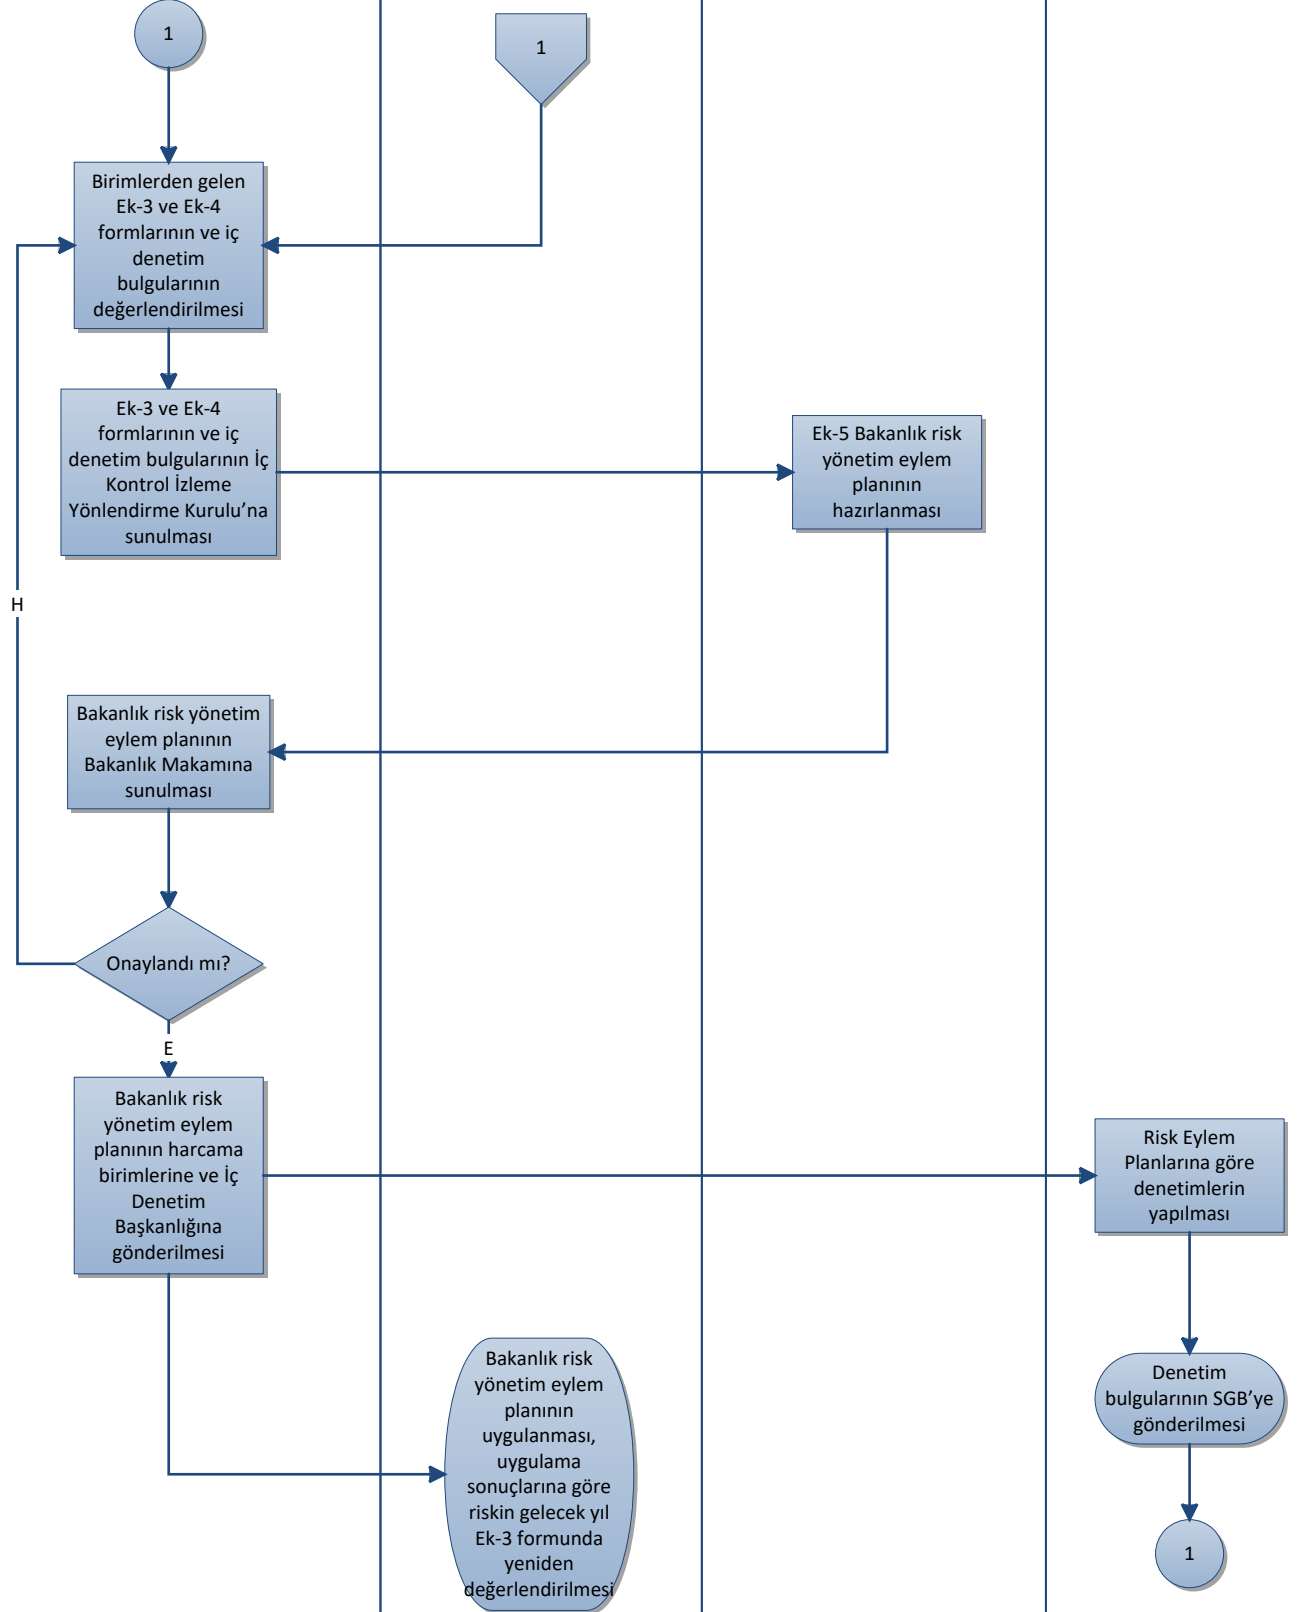 1
1
Birimlerden gelen
Ek-3 ve Ek-4
formlarının ve iç
denetim
bulgularının
değerlendirilmesi
Ek-3 ve Ek-4
formlarının ve iç
denetim bulgularının İç
Kontrol İzleme
Yönlendirme Kurulu’na
sunulması
Ek-5 Bakanlık risk
yönetim eylem
planının
hazırlanması
H
Bakanlık risk yönetim
eylem planının
Bakanlık Makamına
sunulması
Onaylandı mı?
E
Bakanlık risk
yönetim eylem
planının harcama
birimlerine ve İç
Denetim
Başkanlığına
gönderilmesi
Risk Eylem
Planlarına göre
denetimlerin
yapılması
Bakanlık risk
yönetim eylem
planının
uygulanması,
uygulama
sonuçlarına göre
riskin gelecek yıl
Ek-3 formunda
yeniden
değerlendirilmesi
Denetim
bulgularının SGB’ye
gönderilmesi
1